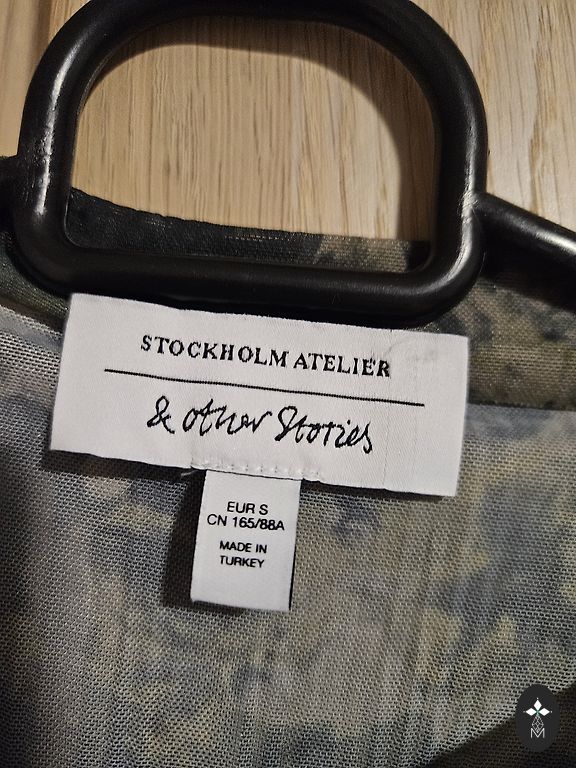 STOCKHOLM ATELIER
& other Stories
EUR S
CN 165/88A
MADE IN
TURKEY
M